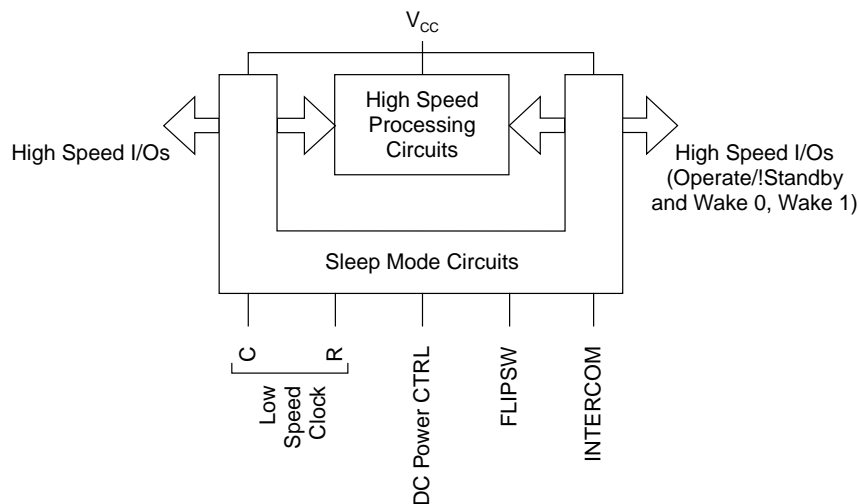 V_CC
High Speed
Processing
Circuits
High Speed I/Os
High Speed I/Os
(Operate/!Standby
and Wake 0, Wake 1)
Sleep Mode Circuits
C
R
Low
Speed
Clock
DC Power CTRL
FLIPSW
INTERCOM